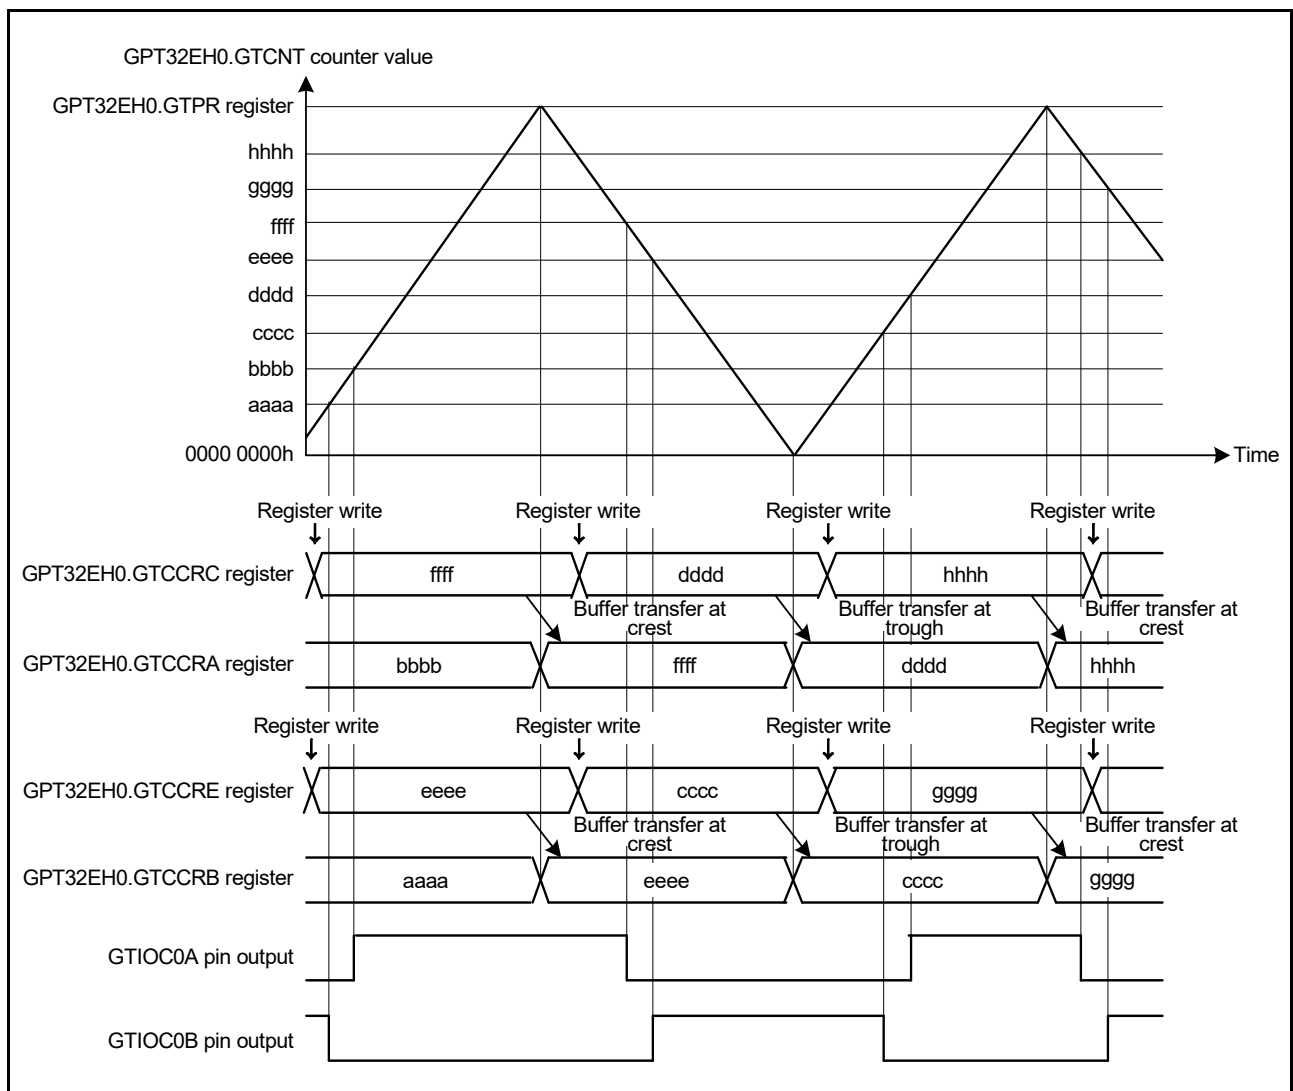 GPT32EH0.GTCNT counter value
GPT32EH0.GTPR register
hhhh
gggg
ffff
eeee
dddd
cccc
bbbb
aaaa
0000 0000h
Time
Register write Register write Register write Register write
GPT32EH0.GTCCRC register ffff dddd hhhh
Buffer transfer at Buffer transfer at Buffer transfer at
crest trough crest
GPT32EH0.GTCCRA register bbbb ffff dddd hhhh
Register write Register write Register write Register write
GPT32EH0.GTCCRE register eeee cccc gggg
Buffer transfer at Buffer transfer at Buffer transfer at
crest trough crest
GPT32EH0.GTCCRB register aaaa eeee cccc gggg
GTIOC0A pin output
GTIOC0B pin output